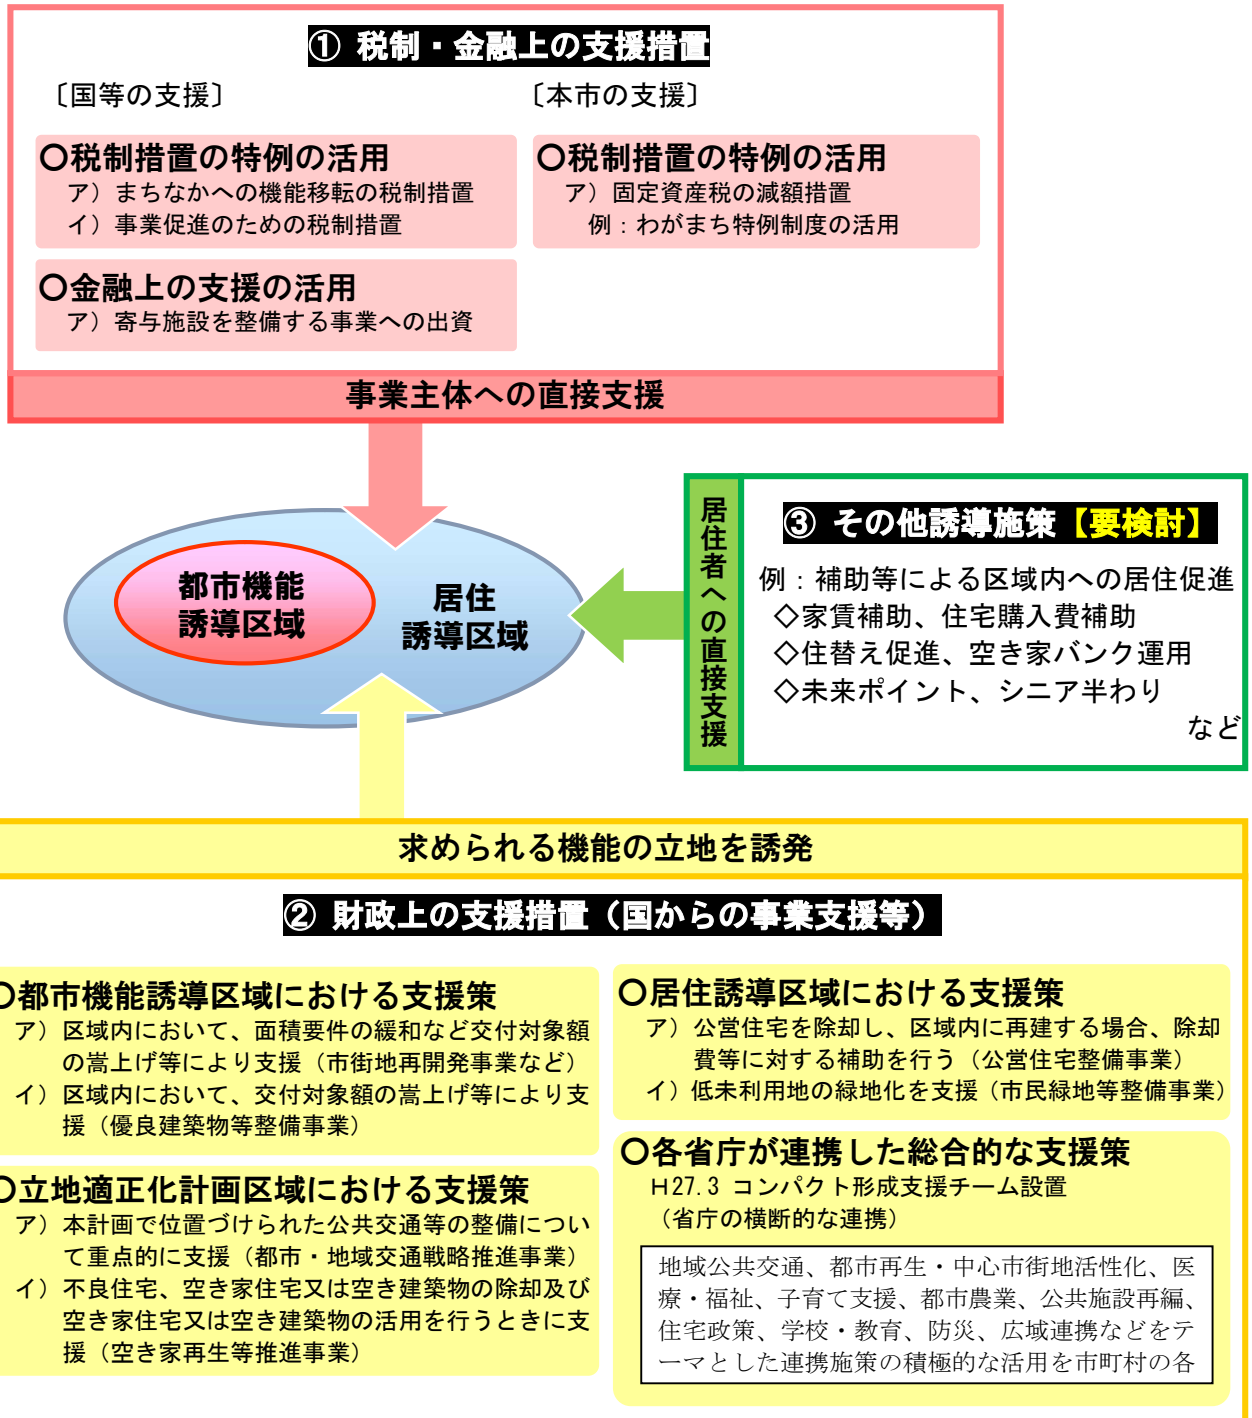 ① 税制・金融上の支援措置
〔国等の支援〕
〇税制措置の特例の活用
ア）まちなかへの機能移転の税制措置
イ）事業促進のための税制措置
〇金融上の支援の活用
ア）寄与施設を整備する事業への出資
〔本市の支援〕
〇税制措置の特例の活用
ア）固定資産税の減額措置
例：わがまち特例制度の活用
事業主体への直接支援
都市機能
誘導区域
居住
誘導区域
居住者への直接支援
③ その他誘導施策【要検討】
例：補助等による区域内への居住促進
◇家賃補助、住宅購入費補助
◇住替え促進、空き家バンク運用
◇未来ポイント、シニア半わり
など
求められる機能の立地を誘発
② 財政上の支援措置（国からの事業支援等）
〇都市機能誘導区域における支援策
ア）区域内において、面積要件の緩和など交付対象額
の嵩上げ等により支援（市街地再開発事業など）
イ）区域内において、交付対象額の嵩上げ等により支
援（優良建築物等整備事業）
〇立地適正化計画区域における支援策
ア）本計画で位置づけられた公共交通等の整備につい
て重点的に支援（都市・地域交通戦略推進事業）
イ）不良住宅、空き家住宅又は空き建築物の除却及び
空き家住宅又は空き建築物の活用を行うときに支
援（空き家再生等推進事業）
〇居住誘導区域における支援策
ア）公営住宅を除却し、区域内に再建する場合、除却
費等に対する補助を行う（公営住宅整備事業）
イ）低未利用地の緑地化を支援（市民緑地等整備事業）
〇各省庁が連携した総合的な支援策
H27.3 コンパクト形成支援チーム設置
（省庁の横断的な連携）
地域公共交通、都市再生・中心市街地活性化、医
療・福祉、子育て支援、都市農業、公共施設再編、
住宅政策、学校・教育、防災、広域連携などをテ
ーマとした連携施策の積極的な活用を市町村の各